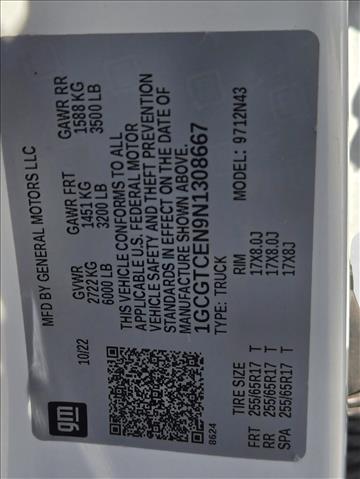 gm
MFD BY GENERAL MOTORS LLC
10/22
GVWR GAWR FRT GAWR RR
2722 KG 1451 KG 1588 KG
6000 LB 3200 LB 3500 LB
THIS VEHICLE CONFORMS TO ALL
APPLICABLE U.S. FEDERAL MOTOR
VEHICLE SAFETY AND THEFT PREVENTION
STANDARDS IN EFFECT ON THE DATE OF
MANUFACTURE SHOWN ABOVE.
1GCGTCEN9N1308667
TYPE: TRUCK MODEL: 9712N43
8624
TIRE SIZE RIM
FRT 255/65R17 T 17X8.0J
RR 255/65R17 T 17X8.0J
SPA 255/65R17 T 17X8J